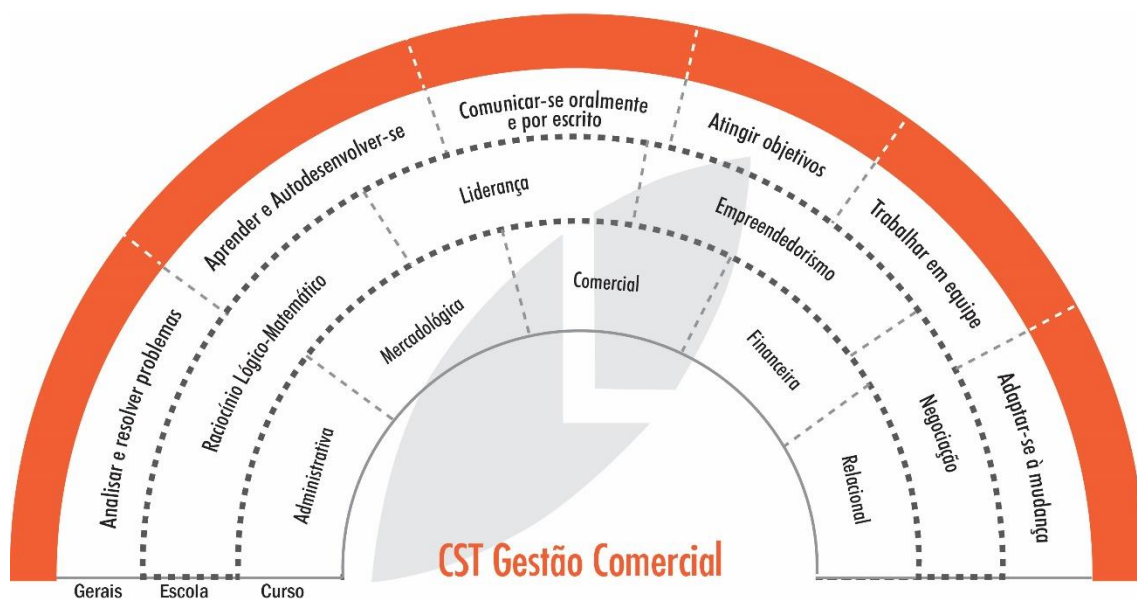 Analisar e resolver problemas
Aprender e Autodesenvolver-se
Comunicar-se oralmente
e por escrito
Atingir objetivos
Trabalhar em equipe
Adaptar-se à mudança
Raciocínio Lógico-Matemático
Liderança
Empreendedorismo
Negociação
Administrativa
Mercadológica
Comercial
Financeira
Relacional
CST Gestão Comercial
Gerais
Escola
Curso